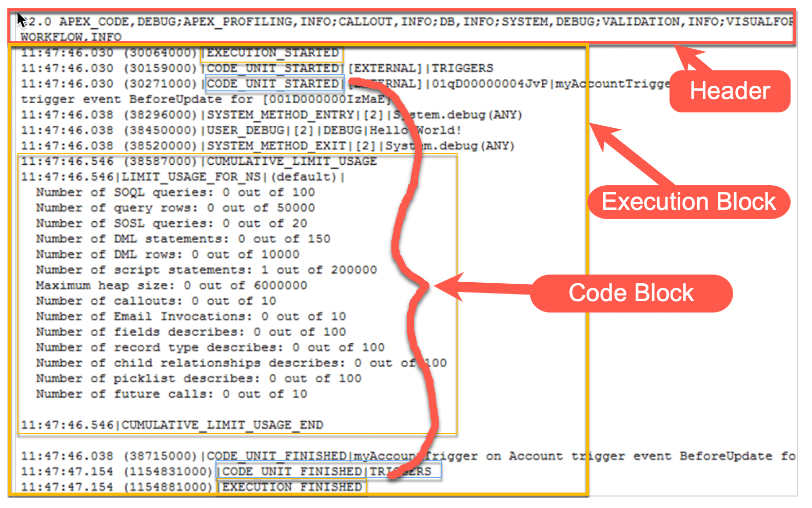 2.0 APEX_CODE,DEBUG;APEX_PROFILING,INFO;CALLOUT,INFO;DB,INFO;SYSTEM,DEBUG;VALIDATION,INFO;VISUALFOR
WORKFLOW,INFO
11:47:46.030 (30064000)|EXECUTION_STARTED
11:47:46.030 (30159000)|CODE_UNIT_STARTED|[EXTERNAL]|TRIGGERS
11:47:46.030 (30271000)|CODE_UNIT_STARTED|[EXTERNAL]|01qD00000004JvP|myAccountTrigge
trigger event BeforeUpdate for [001D000000IzMaE]
11:47:46.038 (38296000)|SYSTEM_METHOD_ENTRY|[2]|System.debug(ANY)
11:47:46.038 (38450000)|USER_DEBUG|[2]|DEBUG|Hello World!
11:47:46.038 (38520000)|SYSTEM_METHOD_EXIT|[2]|System.debug(ANY)
11:47:46.546 (38587000)|CUMULATIVE_LIMIT_USAGE
11:47:46.546|LIMIT_USAGE_FOR_NS|(default)|
Number of SOQL queries: 0 out of 100
Number of query rows: 0 out of 50000
Number of SOSL queries: 0 out of 20
Number of DML statements: 0 out of 150
Number of DML rows: 0 out of 10000
Number of script statements: 1 out of 200000
Maximum heap size: 0 out of 6000000
Number of callouts: 0 out of 10
Number of Email Invocations: 0 out of 10
Number of fields describes: 0 out of 100
Number of record type describes: 0 out of 100
Number of child relationships describes: 0 out of 100
Number of picklist describes: 0 out of 100
Number of future calls: 0 out of 10
11:47:46.546|CUMULATIVE_LIMIT_USAGE_END
11:47:46.038 (38715000)|CODE_UNIT_FINISHED|myAccountTrigger on Account trigger event BeforeUpdate fo
11:47:47.154 (1154831000)|CODE_UNIT_FINISHED|TRIGGERS
11:47:47.154 (1154881000)|EXECUTION_FINISHED
Header
Execution Block
Code Block